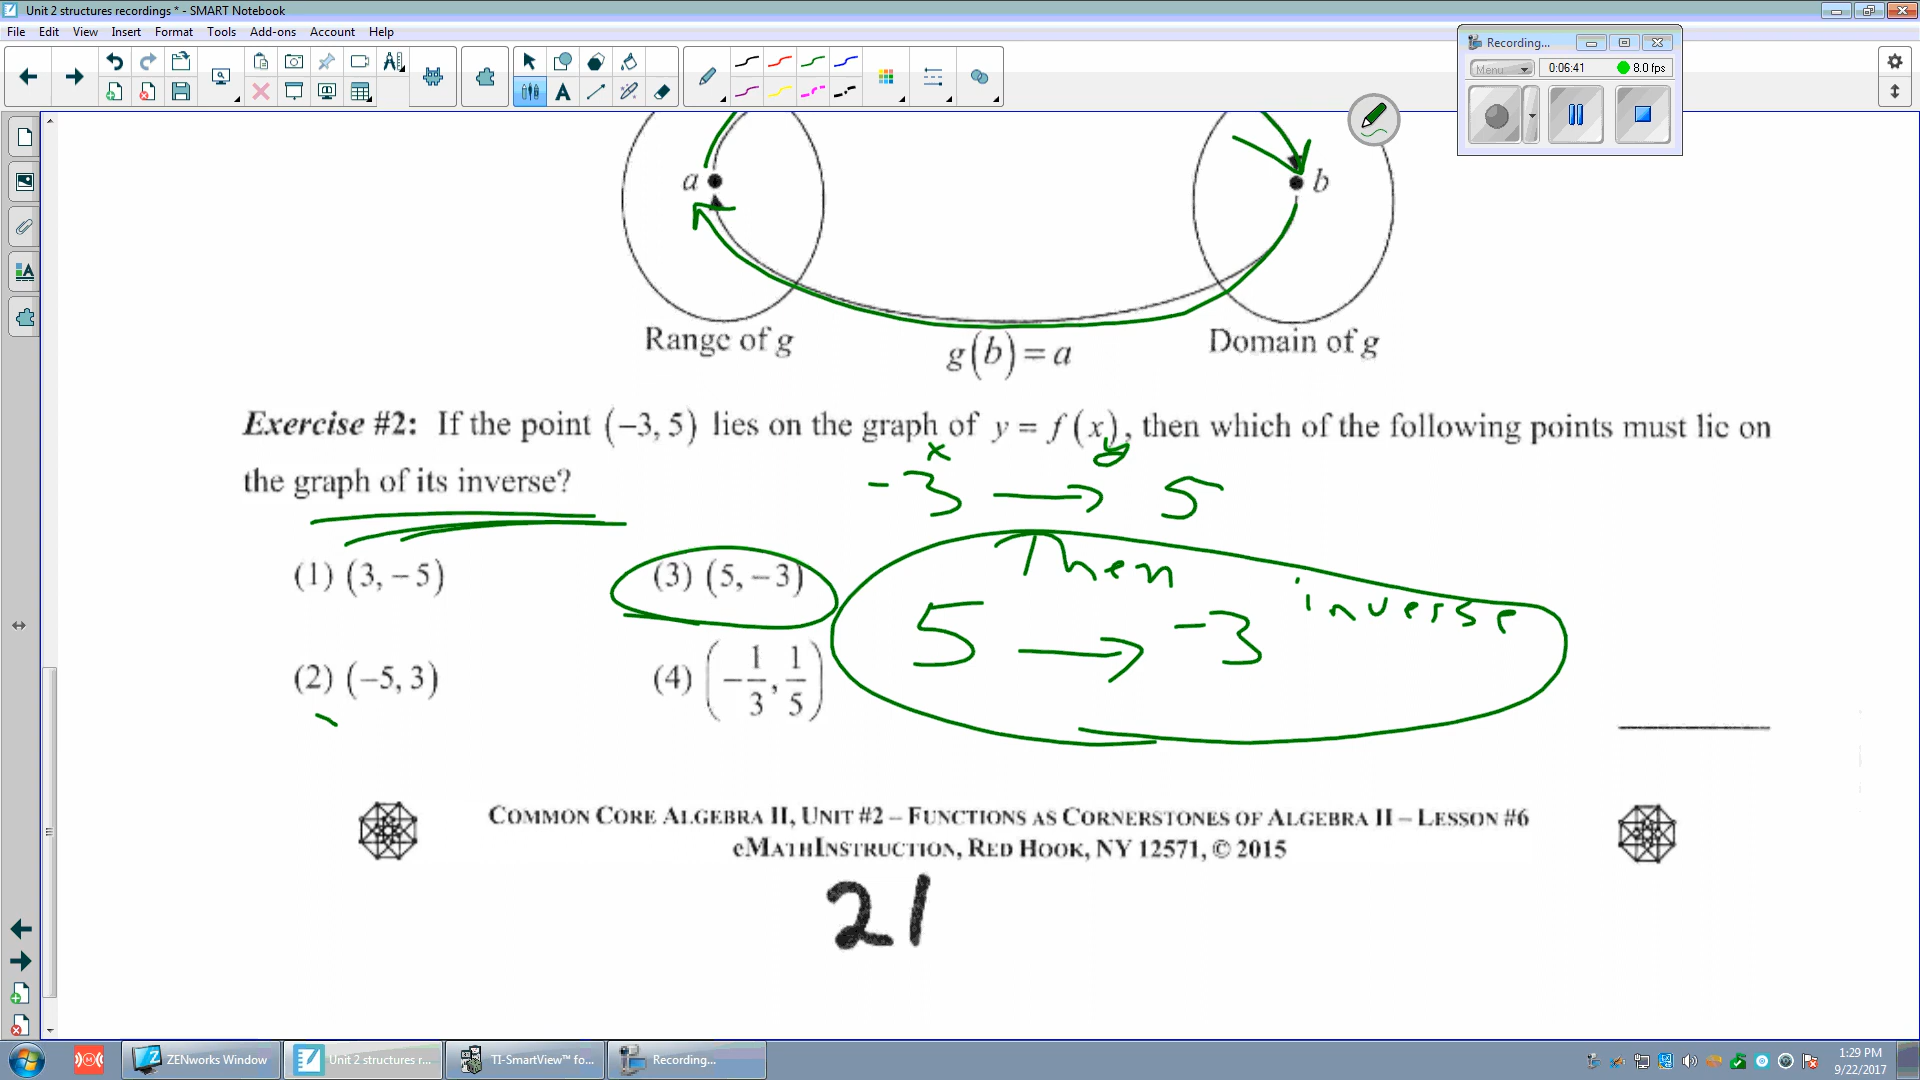 Unit 2 structures recordings * - SMART Notebook
File Edit View Insert Format Tools Add-ons Account Help
Recording...
Menu 0:06:41 8.0 fps
a b
Range of g Domain of g
g(b) = a
Exercise #2: If the point (−3, 5) lies on the graph of y = f(x), then which of the following points must lie on
x y
the graph of its inverse?
-3 → 5
Then
(1) (3, −5) (3) (5, −3)
inverse
5 → -3
(2) (−5, 3) (4) (−1/3, 1/5)
COMMON CORE ALGEBRA II, UNIT #2 – FUNCTIONS AS CORNERSTONES OF ALGEBRA II – LESSON #6
eMATHINSTRUCTION, RED HOOK, NY 12571, © 2015
21
ZENworks Window Unit 2 structures r... TI-SmartView™ fo... Recording... 1:29 PM
9/22/2017